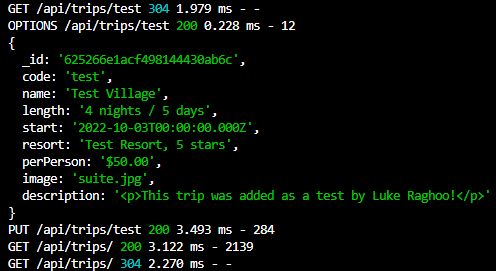 GET /api/trips/test 304 1.979 ms - -
OPTIONS /api/trips/test 200 0.228 ms - 12
{
  _id: '625266e1acf498144430ab6c',
  code: 'test',
  name: 'Test Village',
  length: '4 nights / 5 days',
  start: '2022-10-03T00:00:00.000Z',
  resort: 'Test Resort, 5 stars',
  perPerson: '$50.00',
  image: 'suite.jpg',
  description: '<p>This trip was added as a test by Luke Raghoo!</p>'
}
PUT /api/trips/test 200 3.493 ms - 284
GET /api/trips/ 200 3.122 ms - 2139
GET /api/trips/ 304 2.270 ms - -